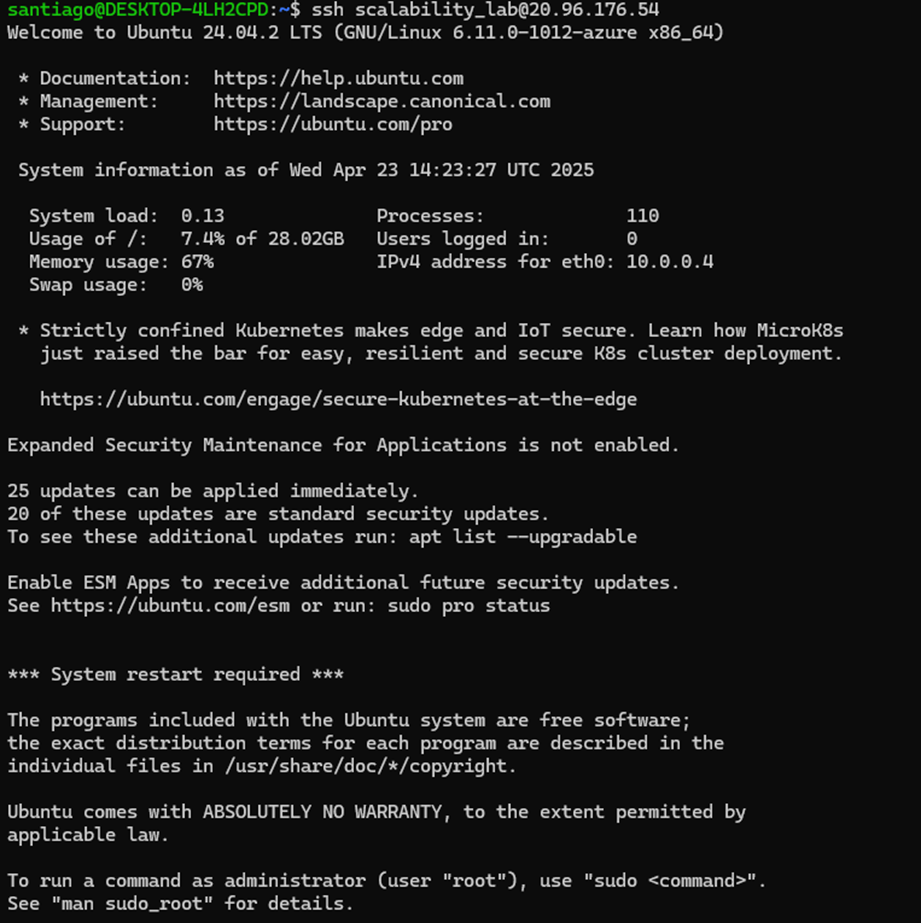 santiago@DESKTOP-4LH2CPD:~$ ssh scalability_lab@20.96.176.54
Welcome to Ubuntu 24.04.2 LTS (GNU/Linux 6.11.0-1012-azure x86_64)
* Documentation: https://help.ubuntu.com
* Management: https://landscape.canonical.com
* Support: https://ubuntu.com/pro
System information as of Wed Apr 23 14:23:27 UTC 2025
System load: 0.13 Processes: 110
Usage of /: 7.4% of 28.02GB Users logged in: 0
Memory usage: 67% IPv4 address for eth0: 10.0.0.4
Swap usage: 0%
* Strictly confined Kubernetes makes edge and IoT secure. Learn how MicroK8s
just raised the bar for easy, resilient and secure K8s cluster deployment.
https://ubuntu.com/engage/secure-kubernetes-at-the-edge
Expanded Security Maintenance for Applications is not enabled.
25 updates can be applied immediately.
20 of these updates are standard security updates.
To see these additional updates run: apt list --upgradable
Enable ESM Apps to receive additional future security updates.
See https://ubuntu.com/esm or run: sudo pro status
*** System restart required ***
The programs included with the Ubuntu system are free software;
the exact distribution terms for each program are described in the
individual files in /usr/share/doc/*/copyright.
Ubuntu comes with ABSOLUTELY NO WARRANTY, to the extent permitted by
applicable law.
To run a command as administrator (user "root"), use "sudo <command>".
See "man sudo_root" for details.